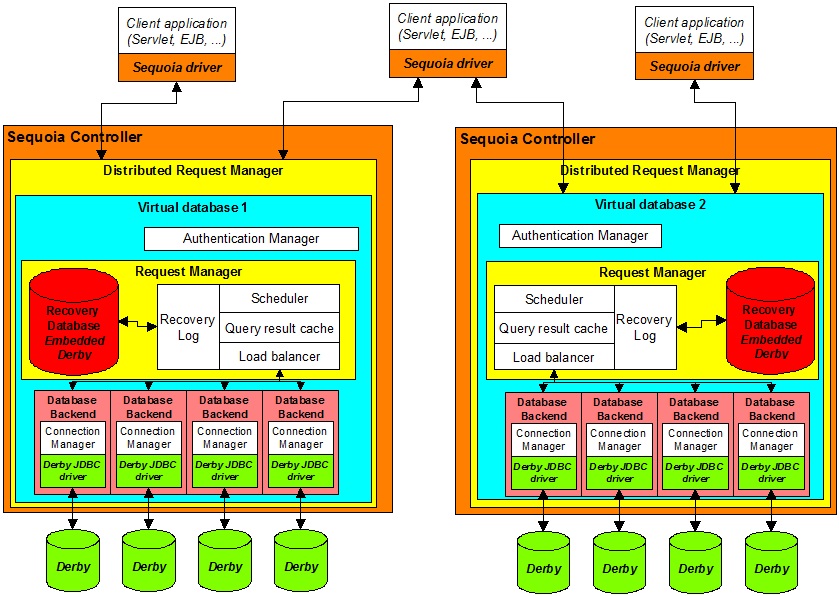 Client application
(Servlet, EJB, ...)
Sequoia driver
Client application
(Servlet, EJB, ...)
Sequoia driver
Client application
(Servlet, EJB, ...)
Sequoia driver
Sequoia Controller
Distributed Request Manager
Virtual database 1
Authentication Manager
Request Manager
Recovery
Database
Embedded
Derby
Recovery
Log
Scheduler
Query result cache
Load balancer
Database
Backend
Connection
Manager
Derby JDBC
driver
Database
Backend
Connection
Manager
Derby JDBC
driver
Database
Backend
Connection
Manager
Derby JDBC
driver
Database
Backend
Connection
Manager
Derby JDBC
driver
Derby
Derby
Derby
Derby
Sequoia Controller
Distributed Request Manager
Virtual database 2
Authentication Manager
Request Manager
Scheduler
Query result cache
Load balancer
Recovery
Log
Recovery
Database
Embedded
Derby
Database
Backend
Connection
Manager
Derby JDBC
driver
Database
Backend
Connection
Manager
Derby JDBC
driver
Database
Backend
Connection
Manager
Derby JDBC
driver
Database
Backend
Connection
Manager
Derby JDBC
driver
Derby
Derby
Derby
Derby